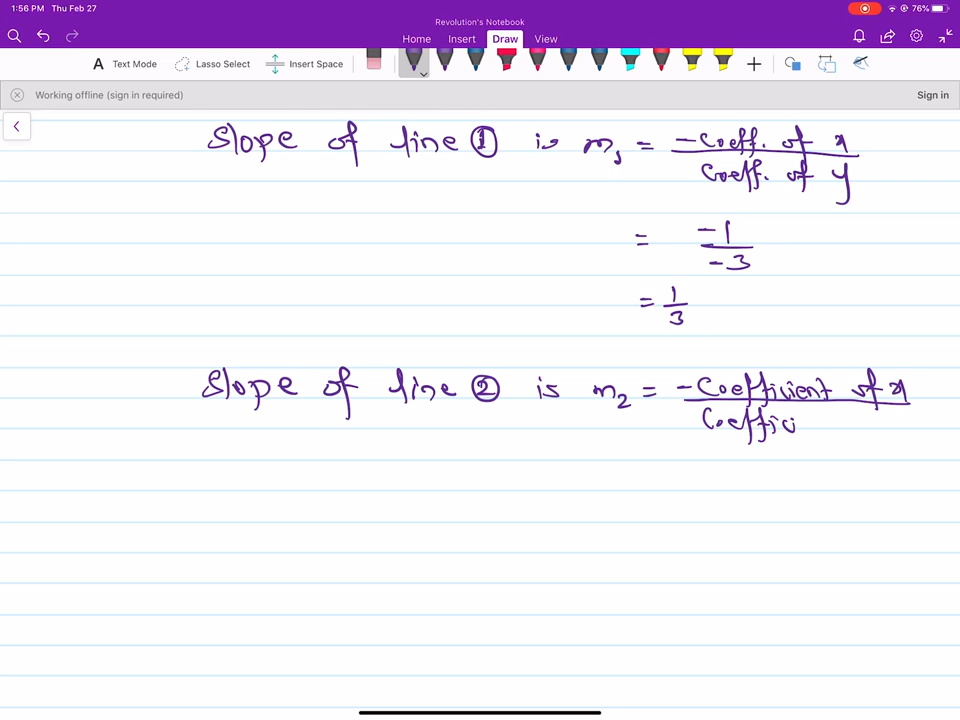 1:56 PM Thu Feb 27
76%
Revolution's Notebook
Home Insert Draw View
Text Mode Lasso Select Insert Space
Working offline (sign in required) Sign in
Slope of line ① is m₁ = -Coeff. of x / Coeff. of y
= -1 / -3
= 1/3
Slope of line ② is m₂ = -Coefficient of x / Coeffici